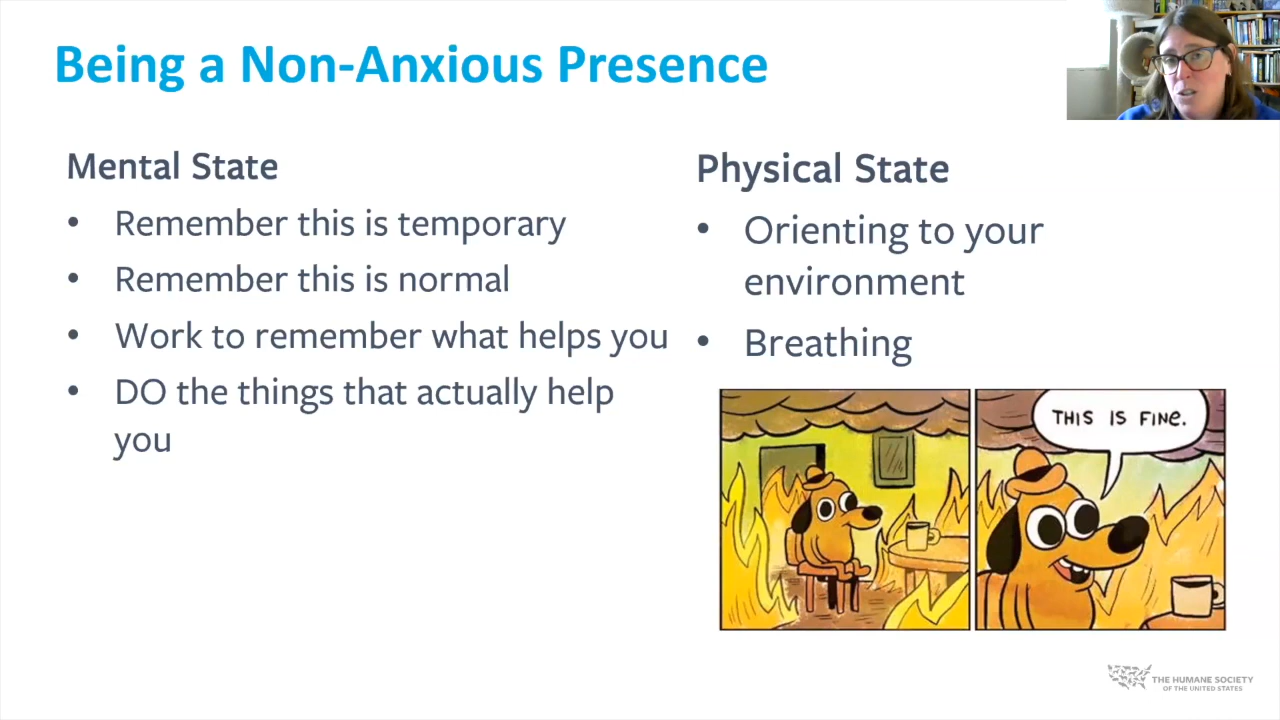 Being a Non-Anxious Presence
Mental State
• Remember this is temporary
• Remember this is normal
• Work to remember what helps you
• DO the things that actually help
you
Physical State
• Orienting to your
environment
• Breathing
THIS IS FINE.
THE HUMANE SOCIETY
OF THE UNITED STATES